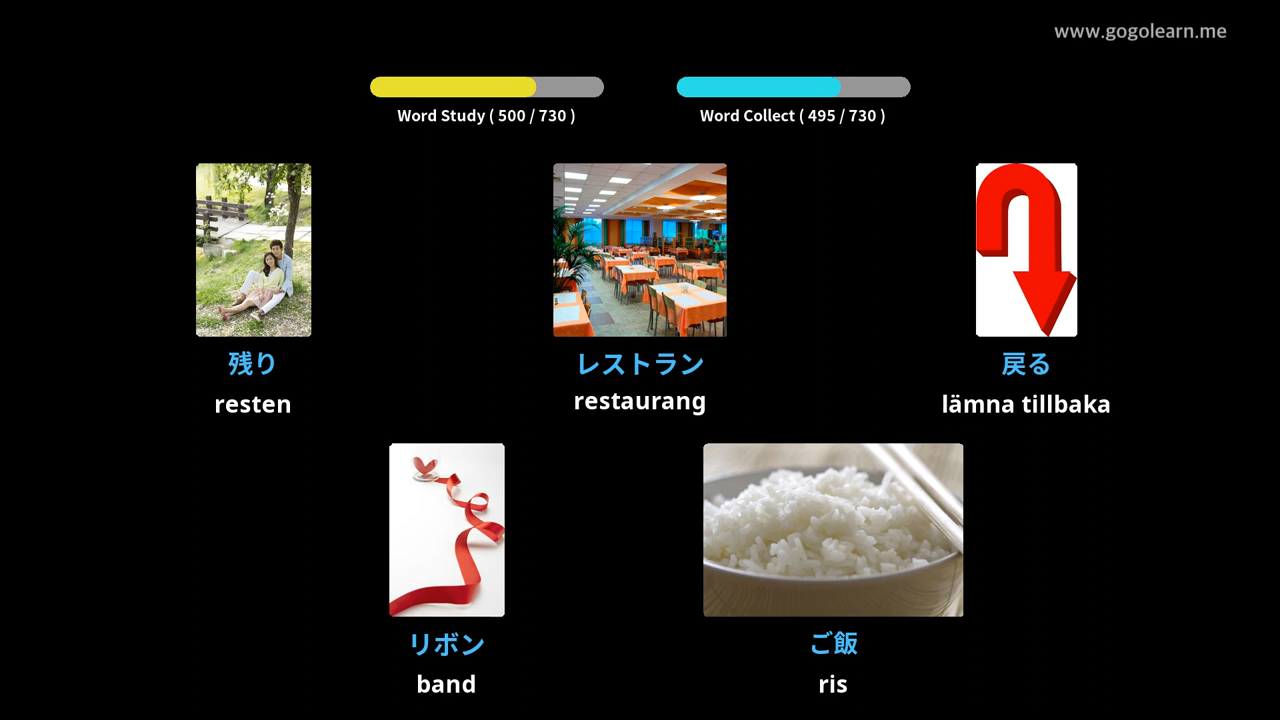 www.gogolearn.me
Word Study ( 500 / 730 )
Word Collect ( 495 / 730 )
残り
レストラン
戻る
resten
restaurang
lämna tillbaka
リボン
ご飯
band
ris